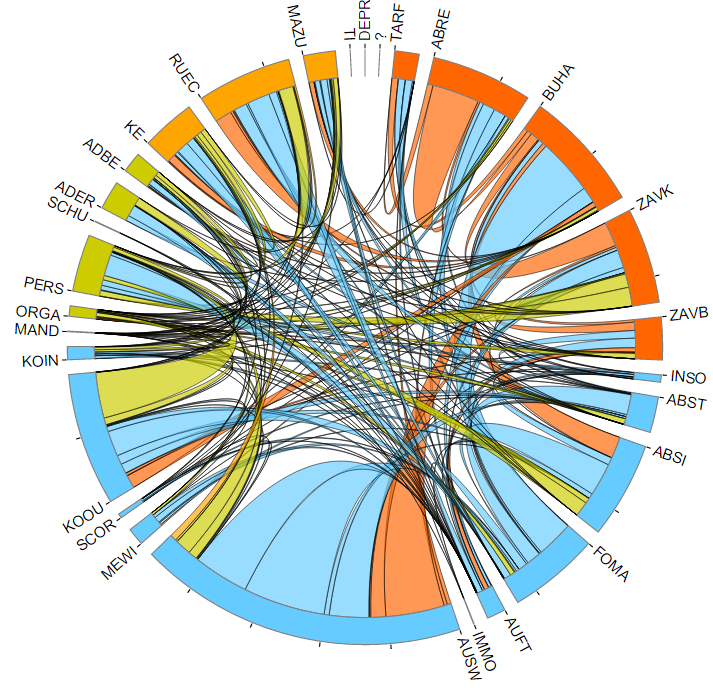 IT
DEPR
?
TARF
ABRE
BUHA
ZAVK
ZAVB
INSO
ABST
ABSI
FOMA
AUFT
IMMO
AUSW
MEWI
SCOR
KOOU
KOIN
MAND
ORGA
PERS
SCHU
ADER
ADBE
KE
RUEC
MAZU